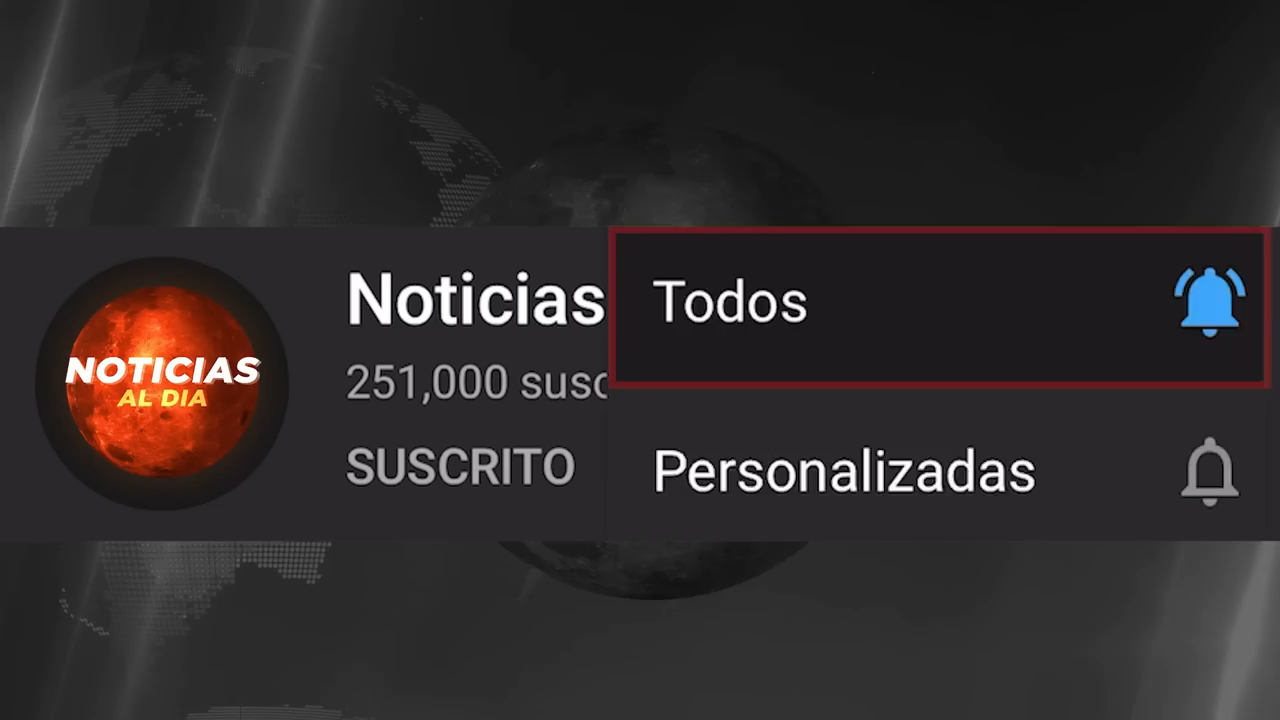 NOTICIAS
AL DIA
Noticias
251,000 susc
SUSCRITO
Todos
Personalizadas